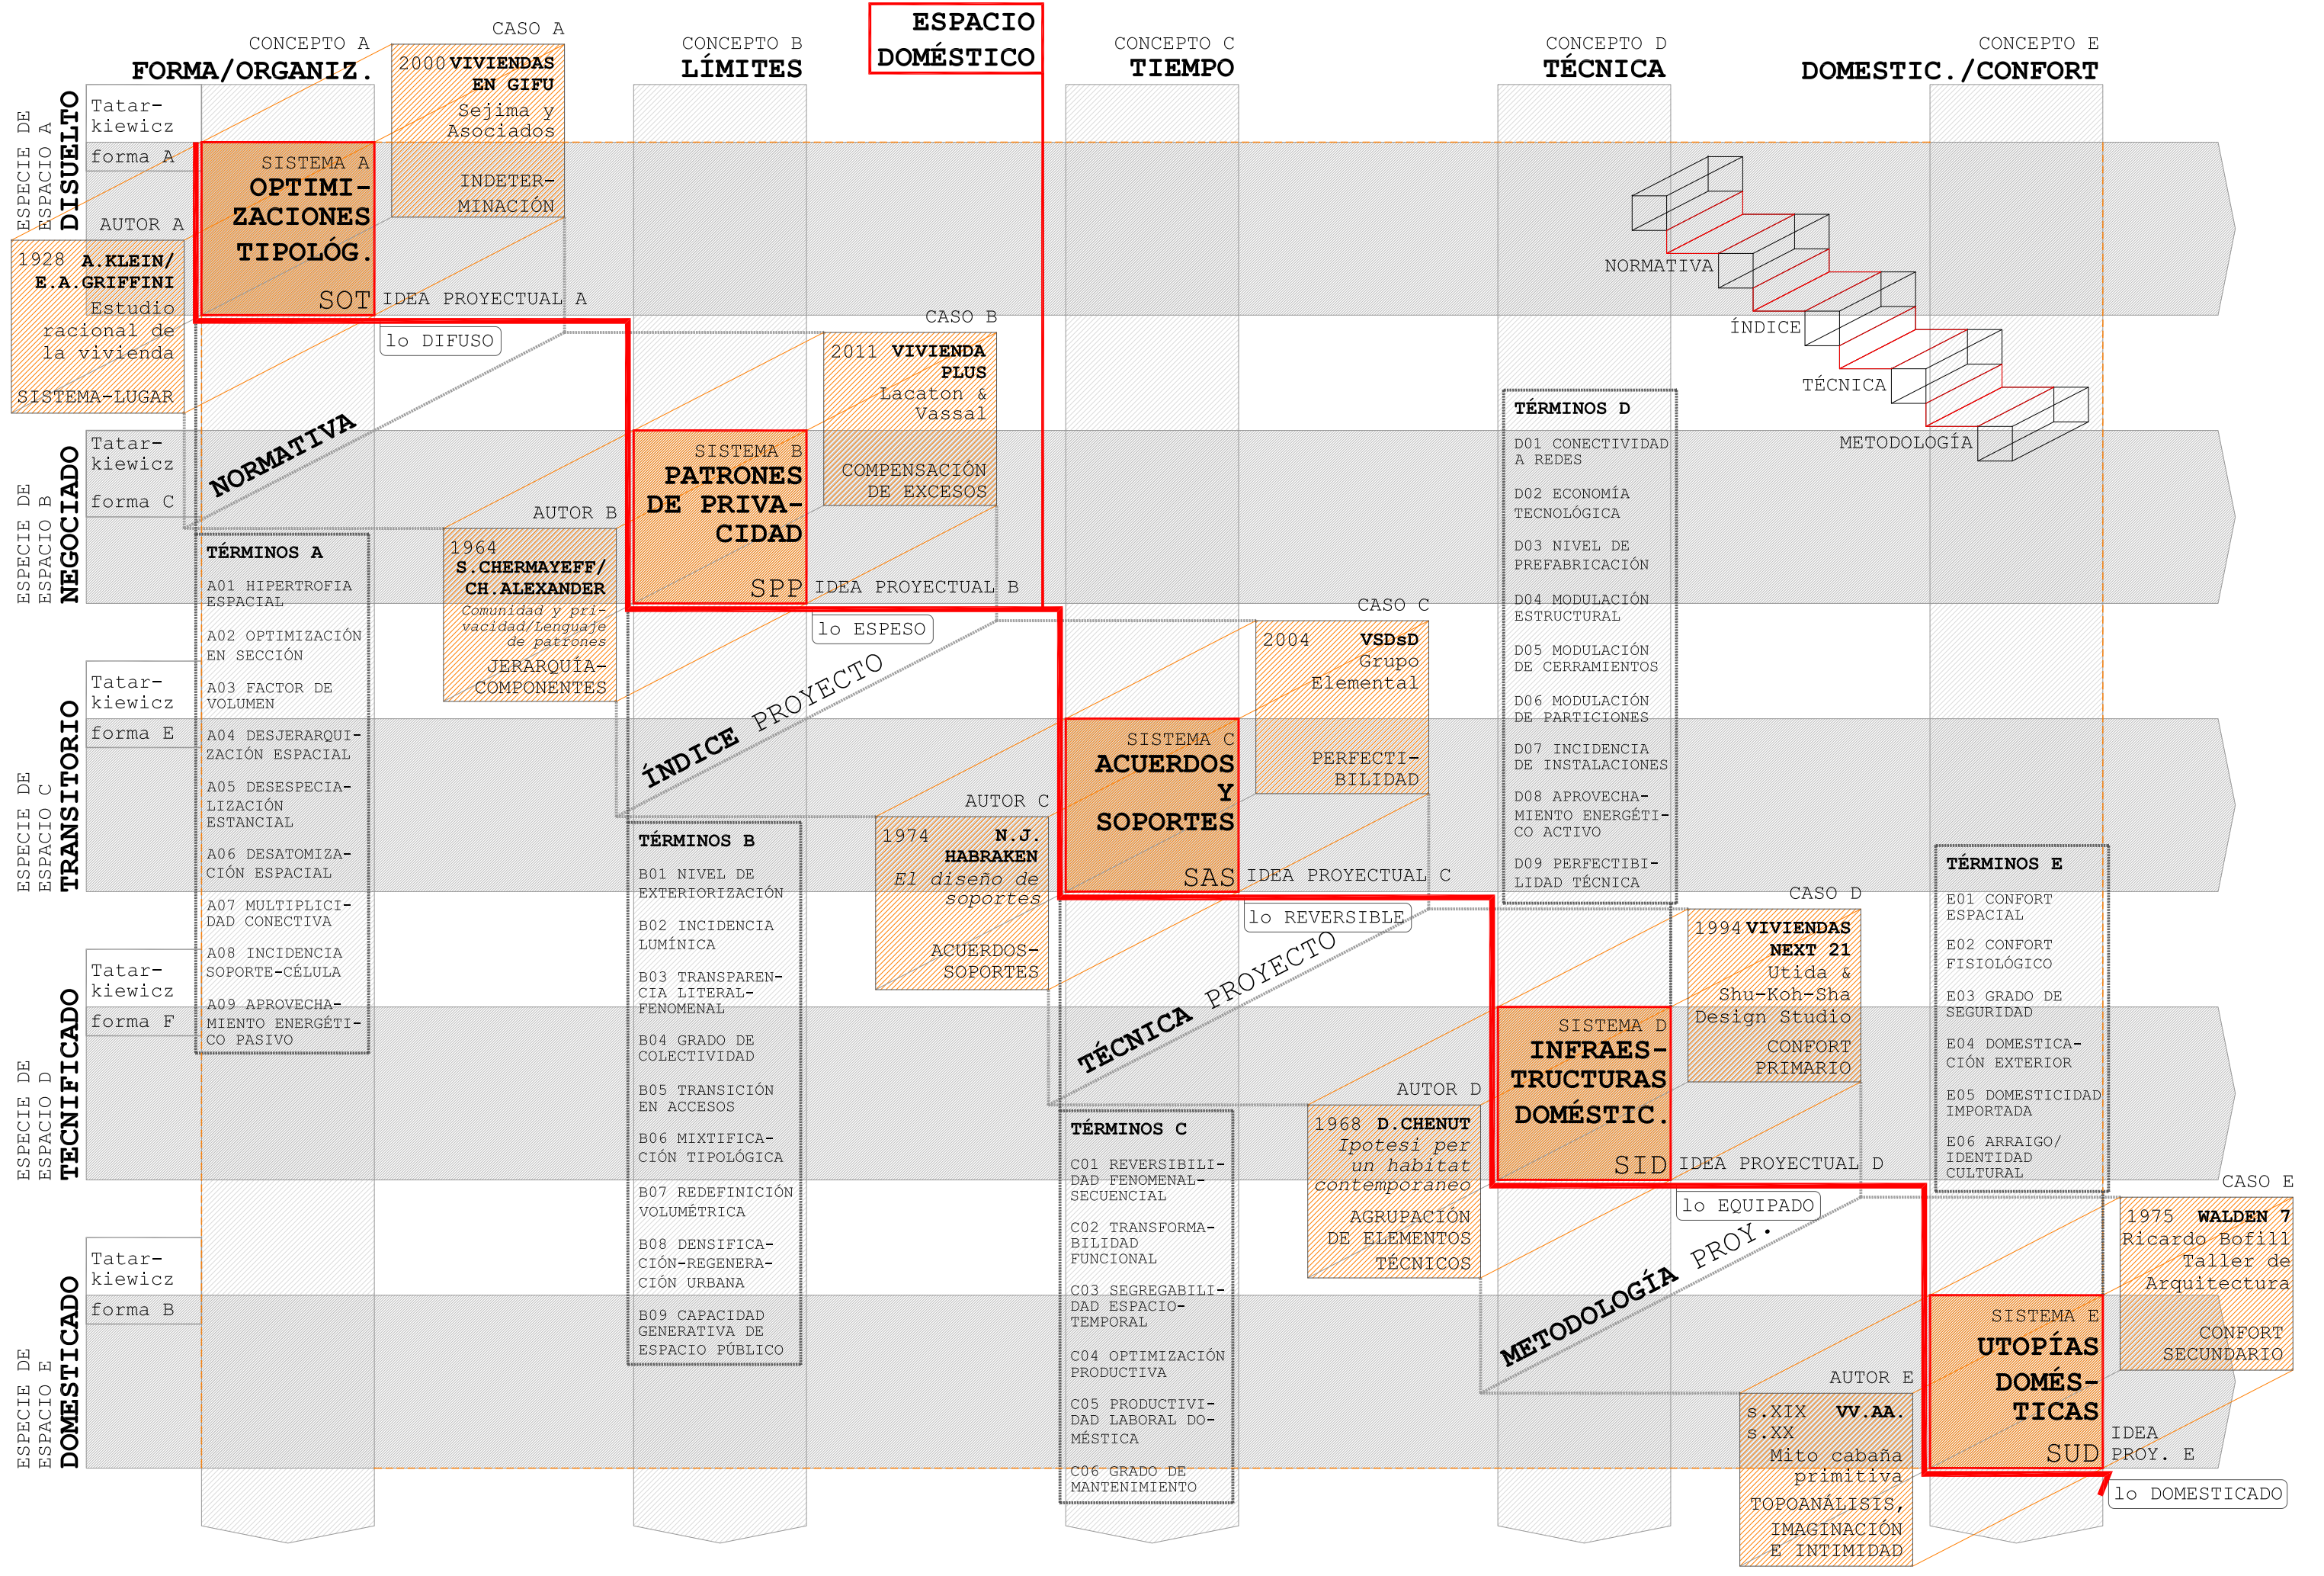 ESPACIO
DOMÉSTICO
CONCEPTO A
FORMA/ORGANIZ.
CONCEPTO B
LÍMITES
CONCEPTO C
TIEMPO
CONCEPTO D
TÉCNICA
CONCEPTO E
DOMESTIC./CONFORT
ESPECIE DE
ESPACIO A
DISUELTO
Tatar-
kiewicz
forma A
SISTEMA A
OPTIMI-
ZACIONES
TIPOLÓG.
SOT
IDEA PROYECTUAL A
lo DIFUSO
CASO A
2000 VIVIENDAS
EN GIFU
Sejima y
Asociados
INDETER-
MINACIÓN
AUTOR A
1928 A.KLEIN/
E.A.GRIFFINI
Estudio
racional de
la vivienda
SISTEMA-LUGAR
NORMATIVA
NORMATIVA
ÍNDICE
TÉCNICA
METODOLOGÍA
ESPECIE DE
ESPACIO B
NEGOCIADO
Tatar-
kiewicz
forma C
SISTEMA B
PATRONES
DE PRIVA-
CIDAD
SPP
IDEA PROYECTUAL B
lo ESPESO
CASO B
2011 VIVIENDA
PLUS
Lacaton &
Vassal
COMPENSACIÓN
DE EXCESOS
AUTOR B
1964
S.CHERMAYEFF/
CH.ALEXANDER
Comunidad y pri-
vacidad/Lenguaje
de patrones
JERARQUÍA-
COMPONENTES
ÍNDICE PROYECTO
ESPECIE DE
ESPACIO C
TRANSITORIO
Tatar-
kiewicz
forma E
SISTEMA C
ACUERDOS
Y
SOPORTES
SAS
IDEA PROYECTUAL C
lo REVERSIBLE
CASO C
2004 VSDsD
Grupo
Elemental
PERFECTI-
BILIDAD
AUTOR C
1974 N.J.
HABRAKEN
El diseño de
soportes
ACUERDOS-
SOPORTES
TÉCNICA PROYECTO
ESPECIE DE
ESPACIO D
TECNIFICADO
Tatar-
kiewicz
forma F
SISTEMA D
INFRAES-
TRUCTURAS
DOMÉSTIC.
SID
IDEA PROYECTUAL D
lo EQUIPADO
CASO D
1994 VIVIENDAS
NEXT 21
Utida &
Shu-Koh-Sha
Design Studio
CONFORT
PRIMARIO
AUTOR D
1968 D.CHENUT
Ipotesi per
un habitat
contemporaneo
AGRUPACIÓN
DE ELEMENTOS
TÉCNICOS
METODOLOGÍA PROY.
ESPECIE DE
ESPACIO E
DOMESTICADO
Tatar-
kiewicz
forma B
SISTEMA E
UTOPÍAS
DOMÉS-
TICAS
SUD
IDEA
PROY. E
lo DOMESTICADO
CASO E
1975 WALDEN 7
Ricardo Bofill
Taller de
Arquitectura
CONFORT
SECUNDARIO
AUTOR E
s.XIX VV.AA.
s.XX
Mito cabaña
primitiva
TOPOANÁLISIS,
IMAGINACIÓN
E INTIMIDAD
TÉRMINOS A
A01 HIPERTROFIA
ESPACIAL
A02 OPTIMIZACIÓN
EN SECCIÓN
A03 FACTOR DE
VOLUMEN
A04 DESJERARQUI-
ZACIÓN ESPACIAL
A05 DESESPECIA-
LIZACIÓN
ESTANCIAL
A06 DESATOMIZA-
CIÓN ESPACIAL
A07 MULTIPLICI-
DAD CONECTIVA
A08 INCIDENCIA
SOPORTE-CÉLULA
A09 APROVECHA-
MIENTO ENERGÉTI-
CO PASIVO
TÉRMINOS B
B01 NIVEL DE
EXTERIORIZACIÓN
B02 INCIDENCIA
LUMÍNICA
B03 TRANSPAREN-
CIA LITERAL-
FENOMENAL
B04 GRADO DE
COLECTIVIDAD
B05 TRANSICIÓN
EN ACCESOS
B06 MIXTIFICA-
CIÓN TIPOLÓGICA
B07 REDEFINICIÓN
VOLUMÉTRICA
B08 DENSIFICA-
CIÓN-REGENERA-
CIÓN URBANA
B09 CAPACIDAD
GENERATIVA DE
ESPACIO PÚBLICO
TÉRMINOS C
C01 REVERSIBILI-
DAD FENOMENAL-
SECUENCIAL
C02 TRANSFORMA-
BILIDAD
FUNCIONAL
C03 SEGREGABILI-
DAD ESPACIO-
TEMPORAL
C04 OPTIMIZACIÓN
PRODUCTIVA
C05 PRODUCTIVI-
DAD LABORAL DO-
MÉSTICA
C06 GRADO DE
MANTENIMIENTO
TÉRMINOS D
D01 CONECTIVIDAD
A REDES
D02 ECONOMÍA
TECNOLÓGICA
D03 NIVEL DE
PREFABRICACIÓN
D04 MODULACIÓN
ESTRUCTURAL
D05 MODULACIÓN
DE CERRAMIENTOS
D06 MODULACIÓN
DE PARTICIONES
D07 INCIDENCIA
DE INSTALACIONES
D08 APROVECHA-
MIENTO ENERGÉTI-
CO ACTIVO
D09 PERFECTIBI-
LIDAD TÉCNICA
TÉRMINOS E
E01 CONFORT
ESPACIAL
E02 CONFORT
FISIOLÓGICO
E03 GRADO DE
SEGURIDAD
E04 DOMESTICA-
CIÓN EXTERIOR
E05 DOMESTICIDAD
IMPORTADA
E06 ARRAIGO/
IDENTIDAD
CULTURAL